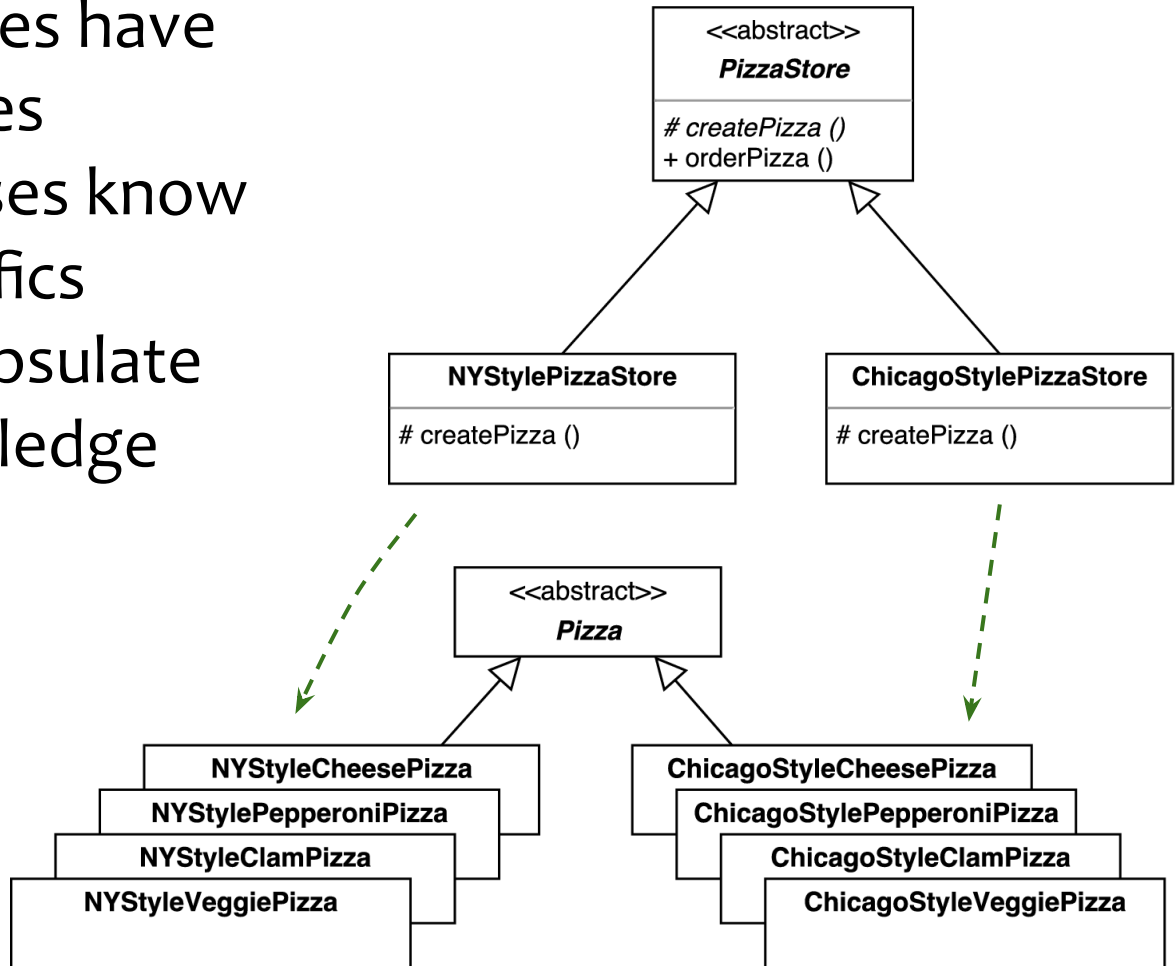 es have
es
ses know
fics
psulate
ledge
<<abstract>>
PizzaStore
# createPizza ()
+ orderPizza ()
NYStylePizzaStore
# createPizza ()
ChicagoStylePizzaStore
# createPizza ()
<<abstract>>
Pizza
NYStyleCheesePizza
NYStylePepperoniPizza
NYStyleClamPizza
NYStyleVeggiePizza
ChicagoStyleCheesePizza
ChicagoStylePepperoniPizza
ChicagoStyleClamPizza
ChicagoStyleVeggiePizza